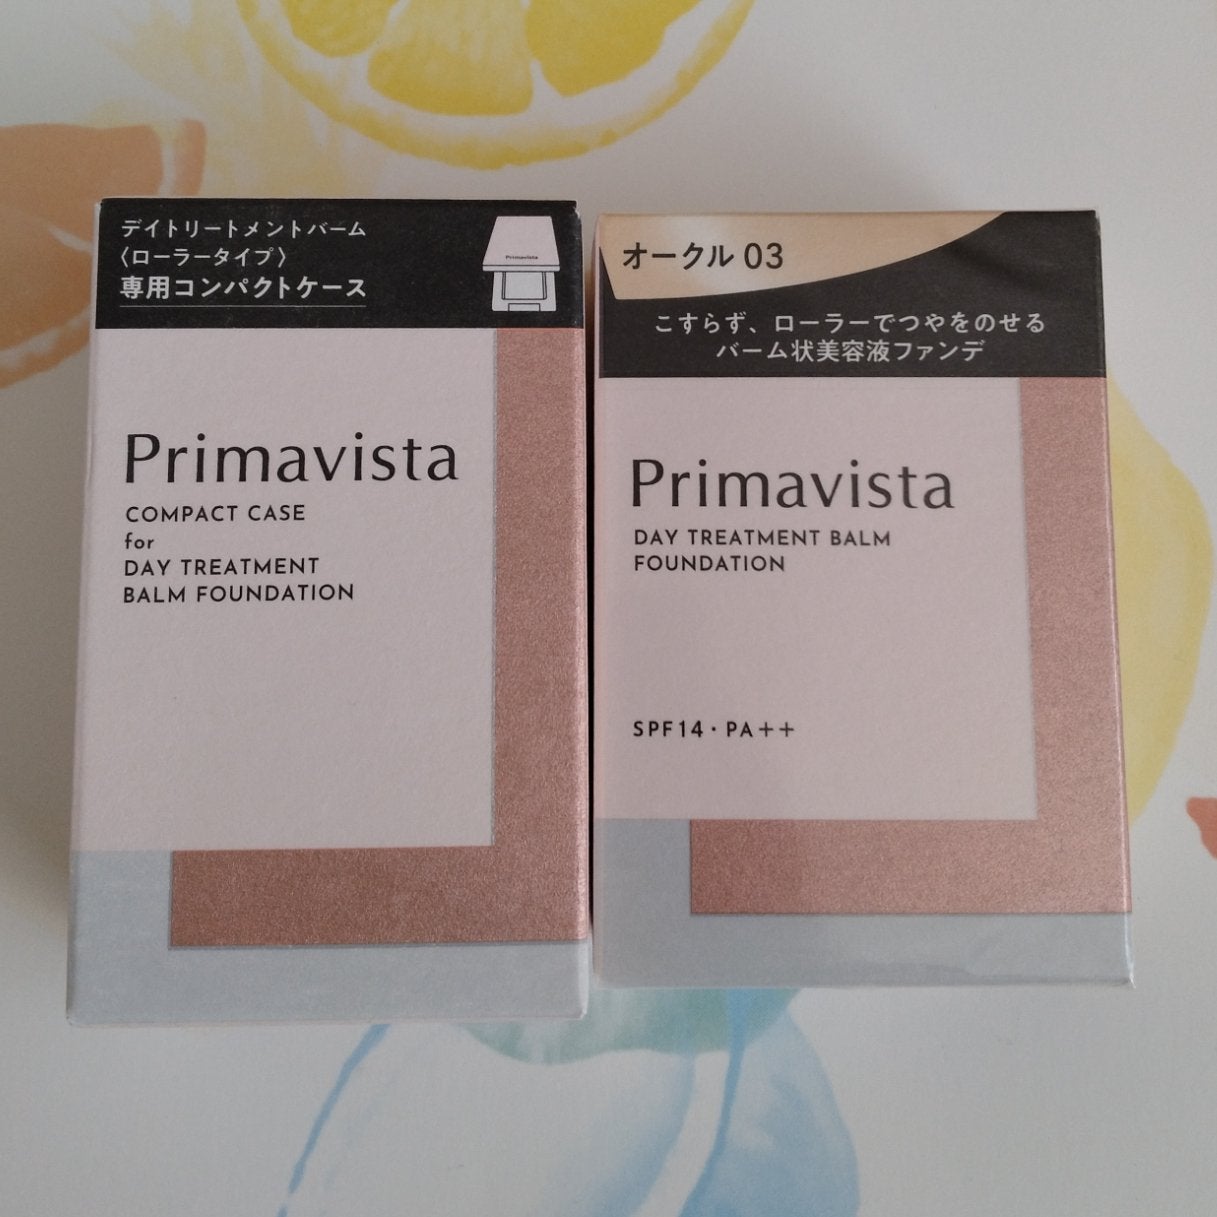 デイトリートメントバーム
〈ローラータイプ〉
専用コンパクトケース
Primavista
Primavista
COMPACT CASE
for
DAY TREATMENT
BALM FOUNDATION
オークル 03
こすらず、ローラーでつやをのせる
バーム状美容液ファンデ
Primavista
DAY TREATMENT BALM
FOUNDATION
SPF14・PA++